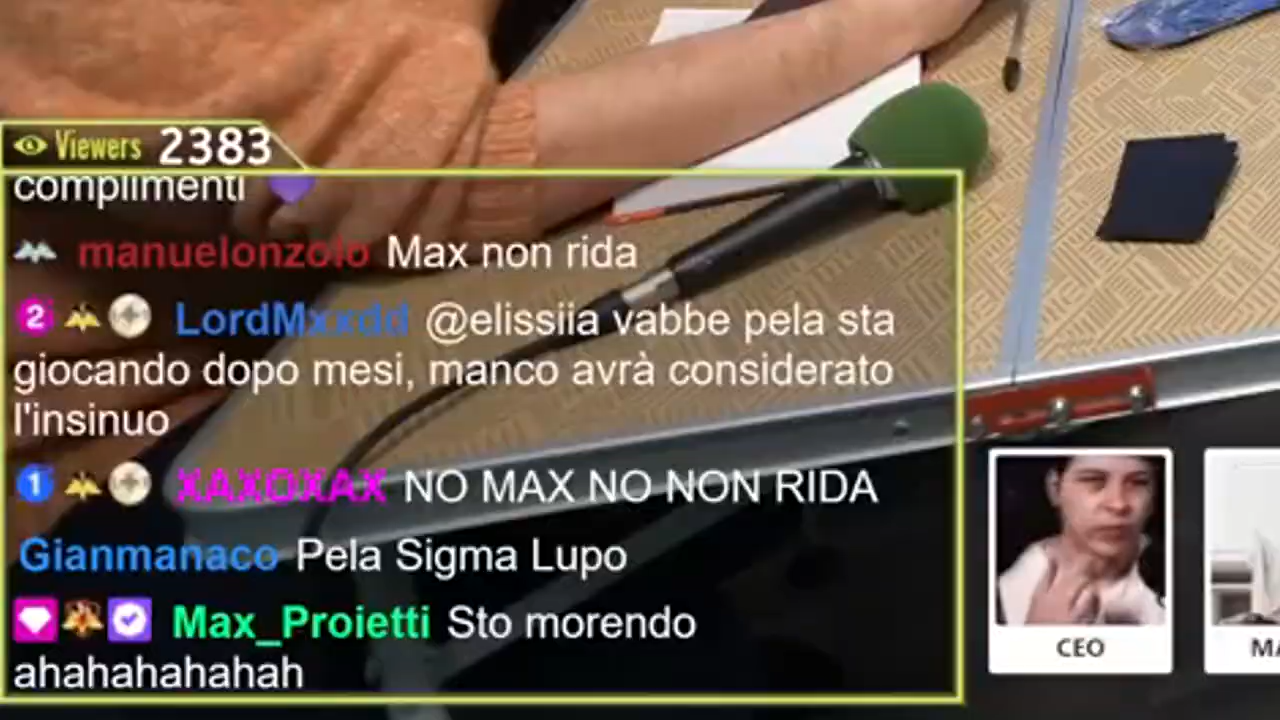 Viewers 2383
complimenti
manuelonzolo Max non rida
2 LordMxxdd @elissiia vabbe pela sta
giocando dopo mesi, manco avrà considerato
l'insinuo
1 XAXOXAX NO MAX NO NON RIDA
Gianmanaco Pela Sigma Lupo
Max_Proietti Sto morendo
ahahahahahah
CEO
MA